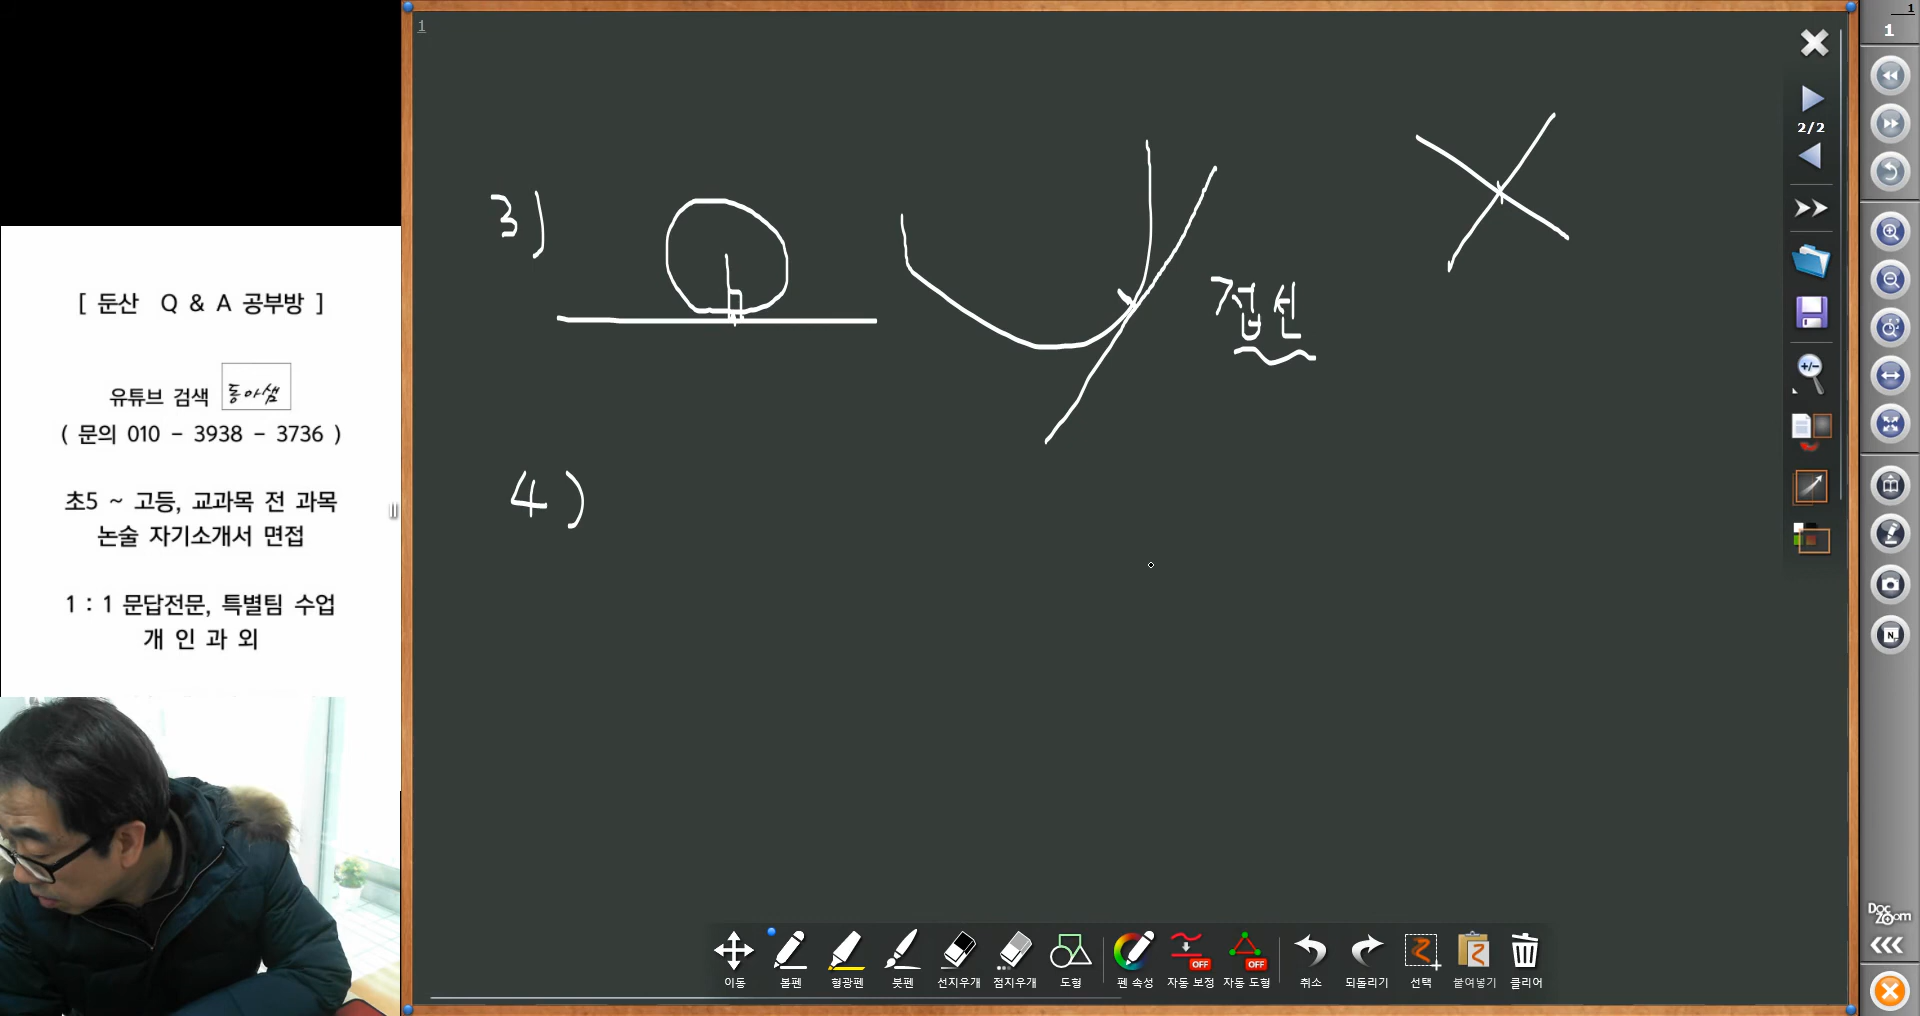 1
1
1
2/2
3)
접선
4)
[ 둔산 Q & A 공부방 ]
유튜브 검색 동아샘
( 문의 010 - 3938 - 3736 )
초5 ~ 고등, 교과목 전 과목
논술 자기소개서 면접
1 : 1 문답전문, 특별팀 수업
개 인 과 외
+/-
N
Doc Zoom
OFF OFF
이동 볼펜 형광펜 붓펜 선지우개 점지우개 도형 펜 속성 자동 보정 자동 도형 취소 되돌리기 선택 붙여넣기 클리어